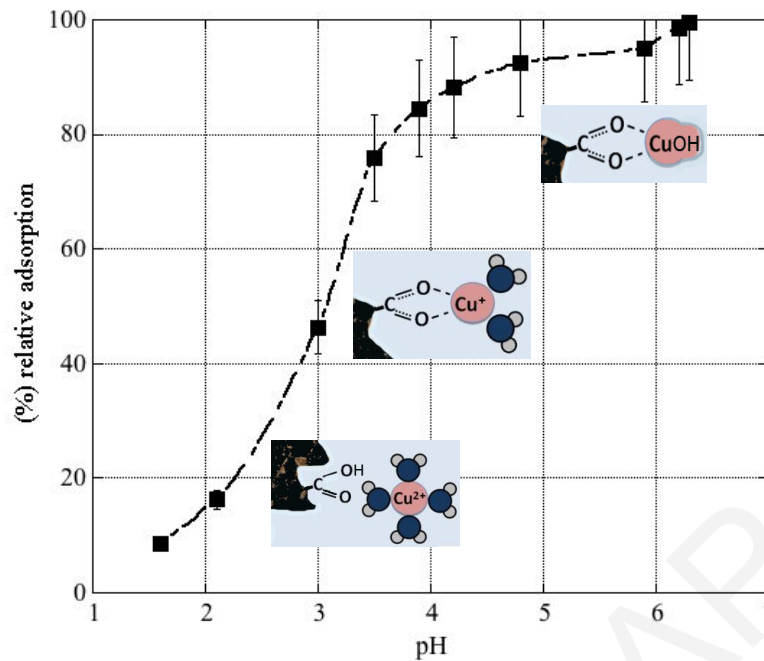 100
80
60
40
20
0
(%) relative adsorption
1 2 3 4 5 6
pH
C
O
O
CuOH
C
O
O
Cu⁺
C
OH
O
Cu²⁺
AP